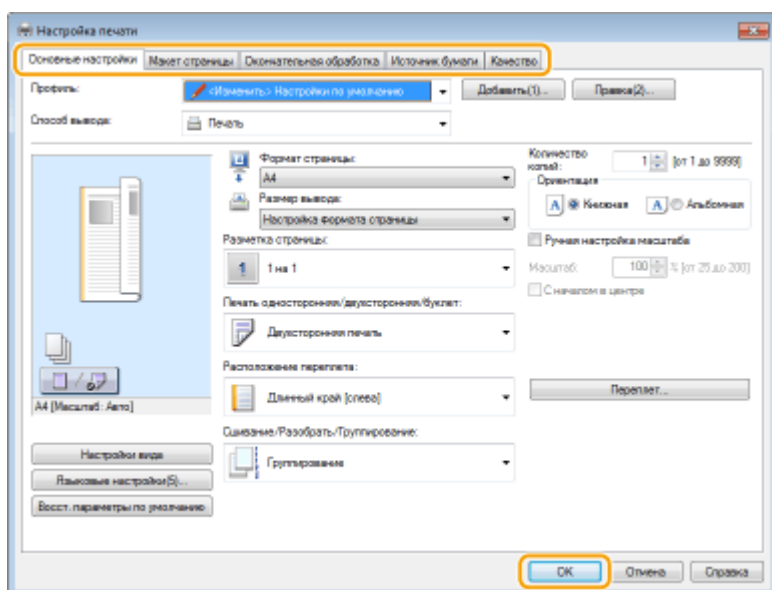 Настройка печати
Основные настройки Макет страницы Окончательная обработка Источник бумаги Качество
Профиль: <Изменить> Настройки по умолчанию Добавить(1)... Правка(2)...
Способ вывода: Печать
Формат страницы:
A4
Размер вывода:
Настройка формата страницы
Количество копий: 1 [от 1 до 9999]
Ориентация
A Книжная A Альбомная
Разметка страницы:
1 1 на 1
Ручная настройка масштаба
Масштаб: 100 % [от 25 до 200]
С началом в центре
Печать односторонняя/двухсторонняя/буклет:
Двухсторонняя печать
Расположение переплета:
Длинный край [слева]
Переплет...
A4 [Масштаб: Авто]
Сшивание/Разобрать/Группирование:
Группирование
Настройки вида
Языковые настройки(5)...
Восст. параметры по умолчанию
OK Отмена Справка